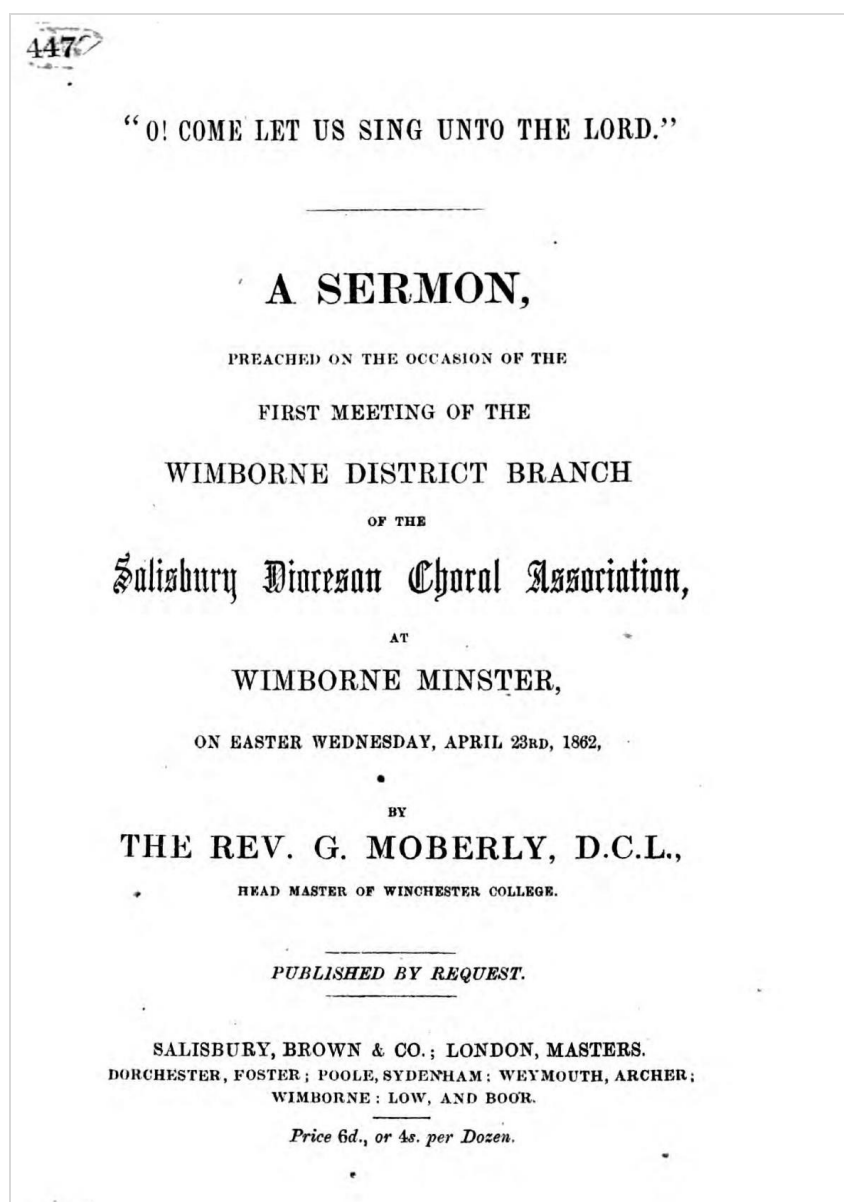 447
"O! COME LET US SING UNTO THE LORD."
A SERMON,
PREACHED ON THE OCCASION OF THE
FIRST MEETING OF THE
WIMBORNE DISTRICT BRANCH
OF THE
Salisbury Diocesan Choral Association,
AT
WIMBORNE MINSTER,
ON EASTER WEDNESDAY, APRIL 23RD, 1862,
BY
THE REV. G. MOBERLY, D.C.L.,
HEAD MASTER OF WINCHESTER COLLEGE.
PUBLISHED BY REQUEST.
SALISBURY, BROWN & CO.; LONDON, MASTERS.
DORCHESTER, FOSTER; POOLE, SYDENHAM; WEYMOUTH, ARCHER;
WIMBORNE: LOW, AND BOOR.
Price 6d., or 4s. per Dozen.